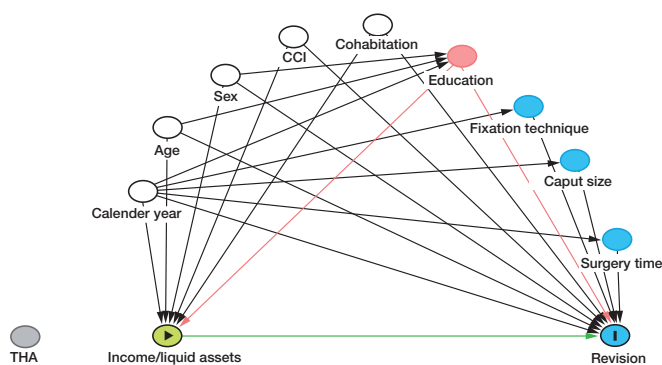 Cohabitation
CCI
Education
Sex
Fixation technique
Age
Caput size
Calender year
Surgery time
THA
Income/liquid assets
Revision